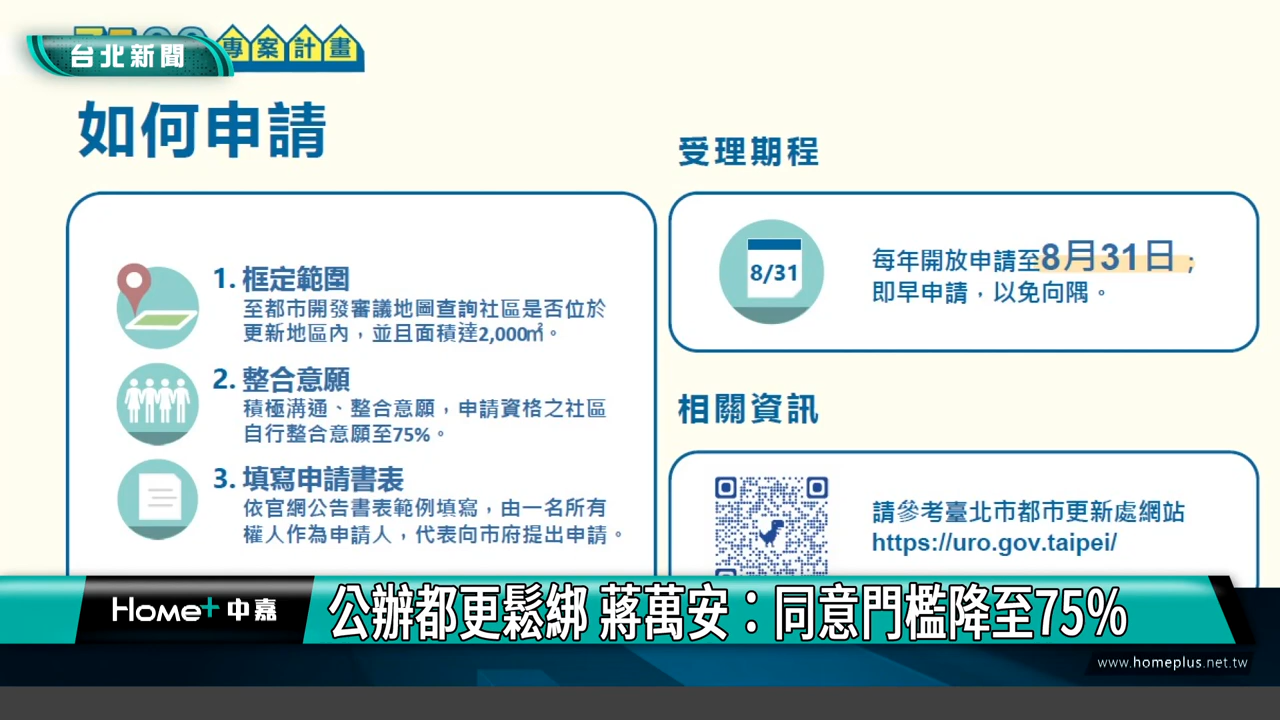 台北新聞
專案計畫
如何申請
1. 框定範圍
至都市開發審議地圖查詢社區是否位於
更新地區內，並且面積達2,000㎡。
2. 整合意願
積極溝通、整合意願，申請資格之社區
自行整合意願至75%。
3. 填寫申請書表
依官網公告書表範例填寫，由一名所有
權人作為申請人，代表向市府提出申請。
受理期程
8/31
每年開放申請至8月31日；
即早申請，以免向隅。
相關資訊
請參考臺北市都市更新處網站
https://uro.gov.taipei/
Home+中嘉
公辦都更鬆綁 蔣萬安：同意門檻降至75%
www.homeplus.net.tw